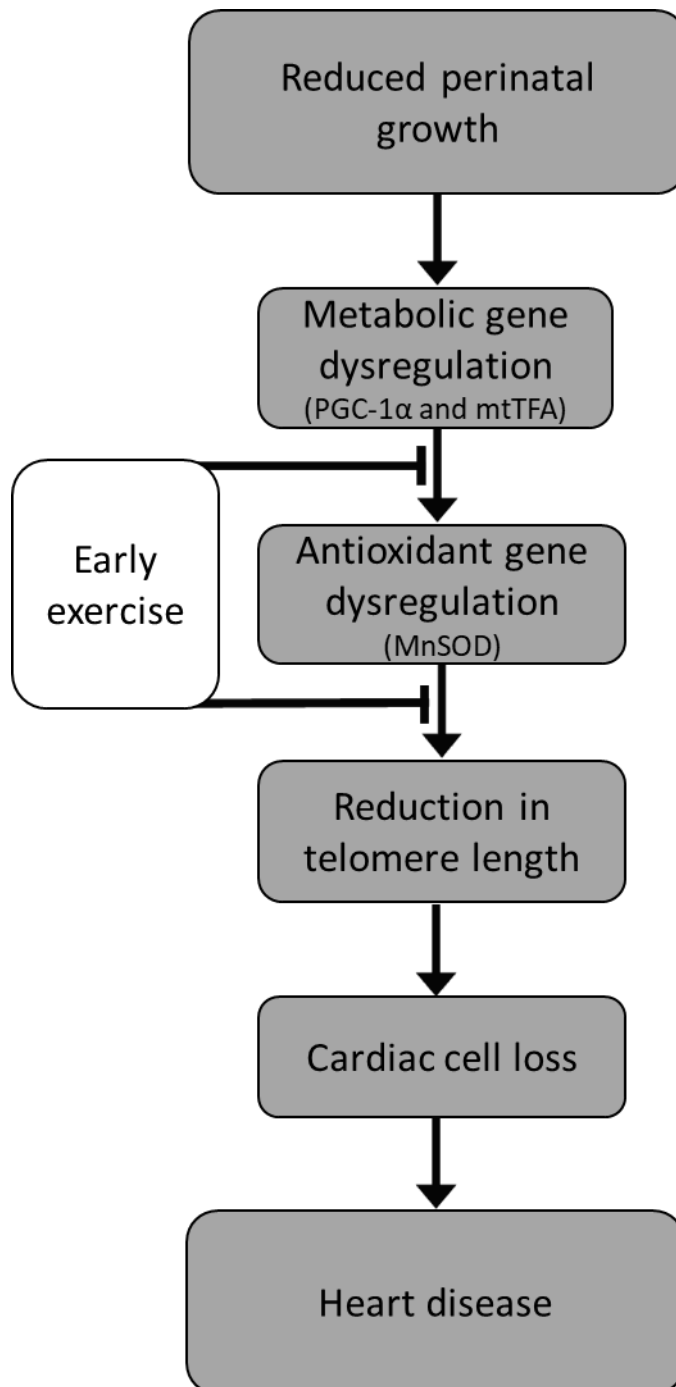 Reduced perinatal
growth
Metabolic gene
dysregulation
(PGC-1α and mtTFA)
Early
exercise
Antioxidant gene
dysregulation
(MnSOD)
Reduction in
telomere length
Cardiac cell loss
Heart disease